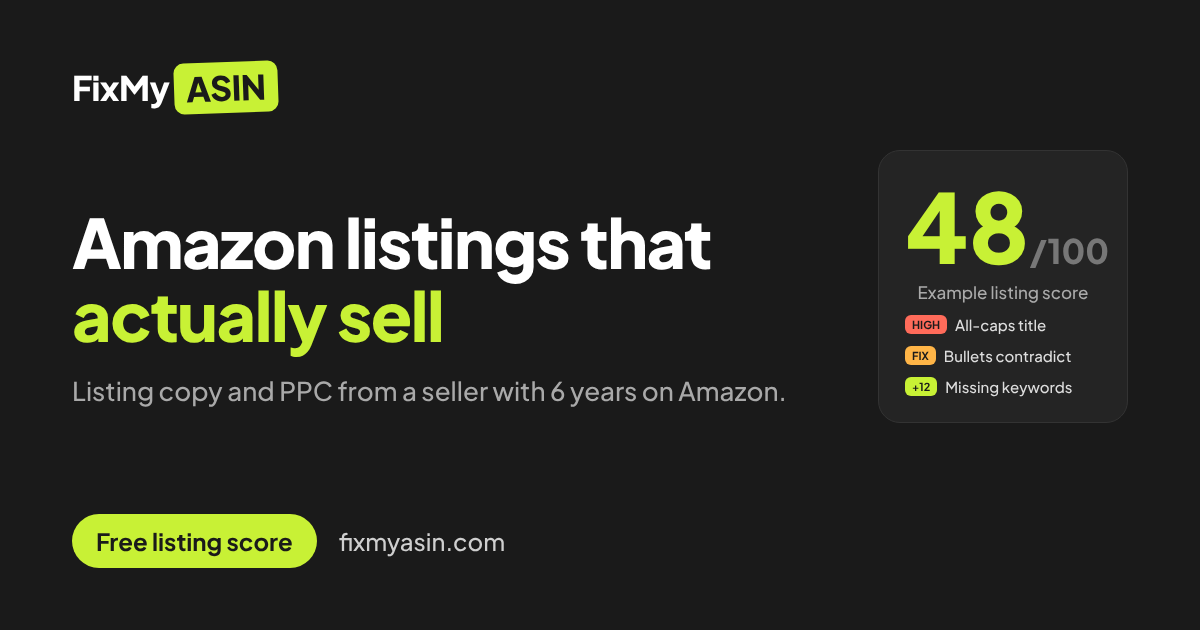 FixMy ASIN
Amazon listings that
actually sell
Listing copy and PPC from a seller with 6 years on Amazon.
48/100
Example listing score
HIGH All-caps title
FIX Bullets contradict
+12 Missing keywords
Free listing score fixmyasin.com